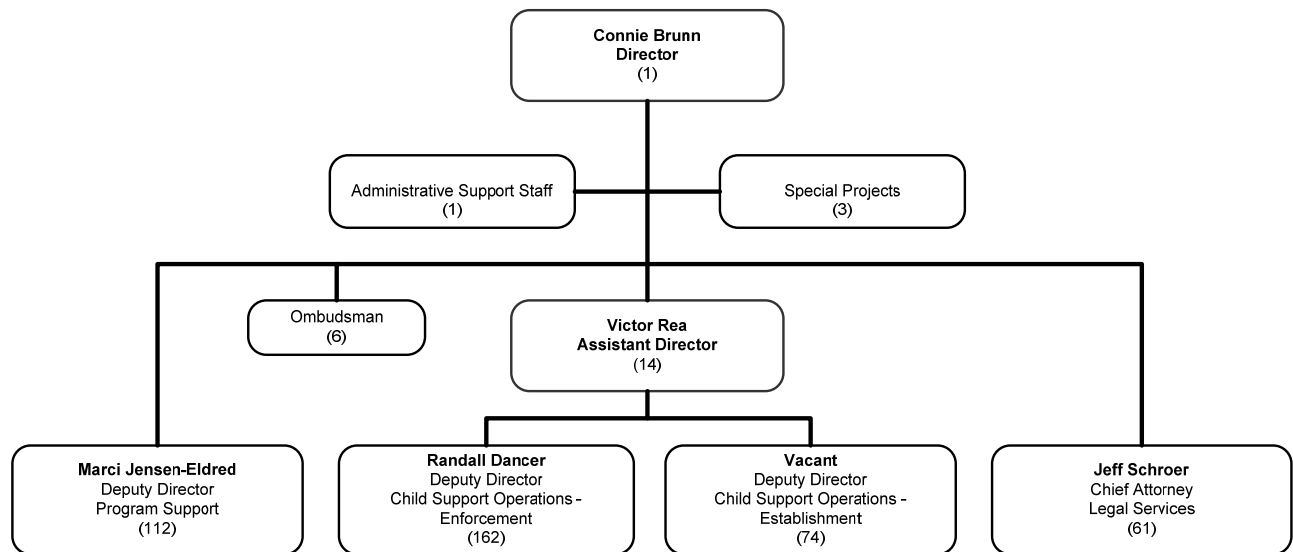 Connie Brunn
Director
(1)
Administrative Support Staff
(1)
Special Projects
(3)
Ombudsman
(6)
Victor Rea
Assistant Director
(14)
Marci Jensen-Eldred
Deputy Director
Program Support
(112)
Randall Dancer
Deputy Director
Child Support Operations –
Enforcement
(162)
Vacant
Deputy Director
Child Support Operations –
Establishment
(74)
Jeff Schroer
Chief Attorney
Legal Services
(61)